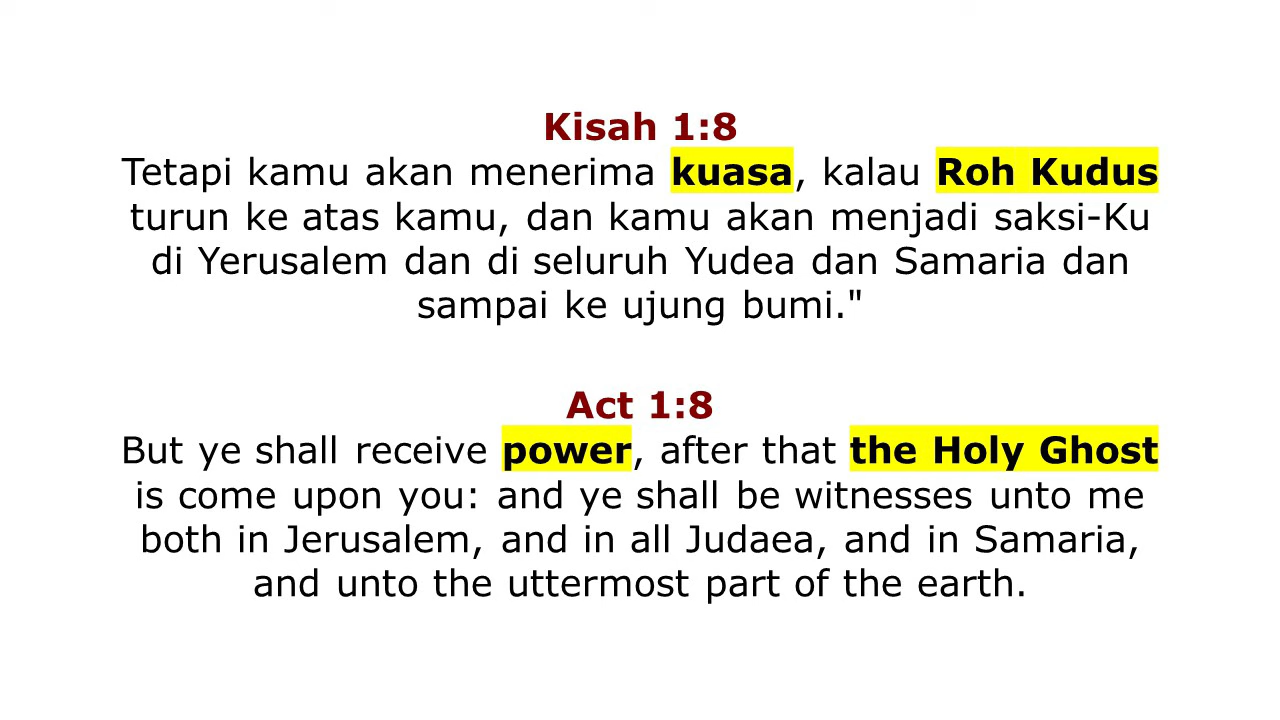 Kisah 1:8
Tetapi kamu akan menerima kuasa, kalau Roh Kudus
turun ke atas kamu, dan kamu akan menjadi saksi-Ku
di Yerusalem dan di seluruh Yudea dan Samaria dan
sampai ke ujung bumi."
Act 1:8
But ye shall receive power, after that the Holy Ghost
is come upon you: and ye shall be witnesses unto me
both in Jerusalem, and in all Judaea, and in Samaria,
and unto the uttermost part of the earth.